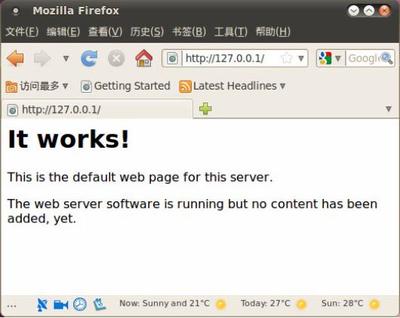 Mozilla Firefox
文件(F) 编辑(E) 查看(V) 历史(S) 书签(B) 工具(T) 帮助(H)
http://127.0.0.1/ Google
访问最多 Getting Started Latest Headlines
http://127.0.0.1/
It works!
This is the default web page for this server.
The web server software is running but no content has been
added, yet.
... Now: Sunny and 21°C Today: 27°C Sun: 28°C